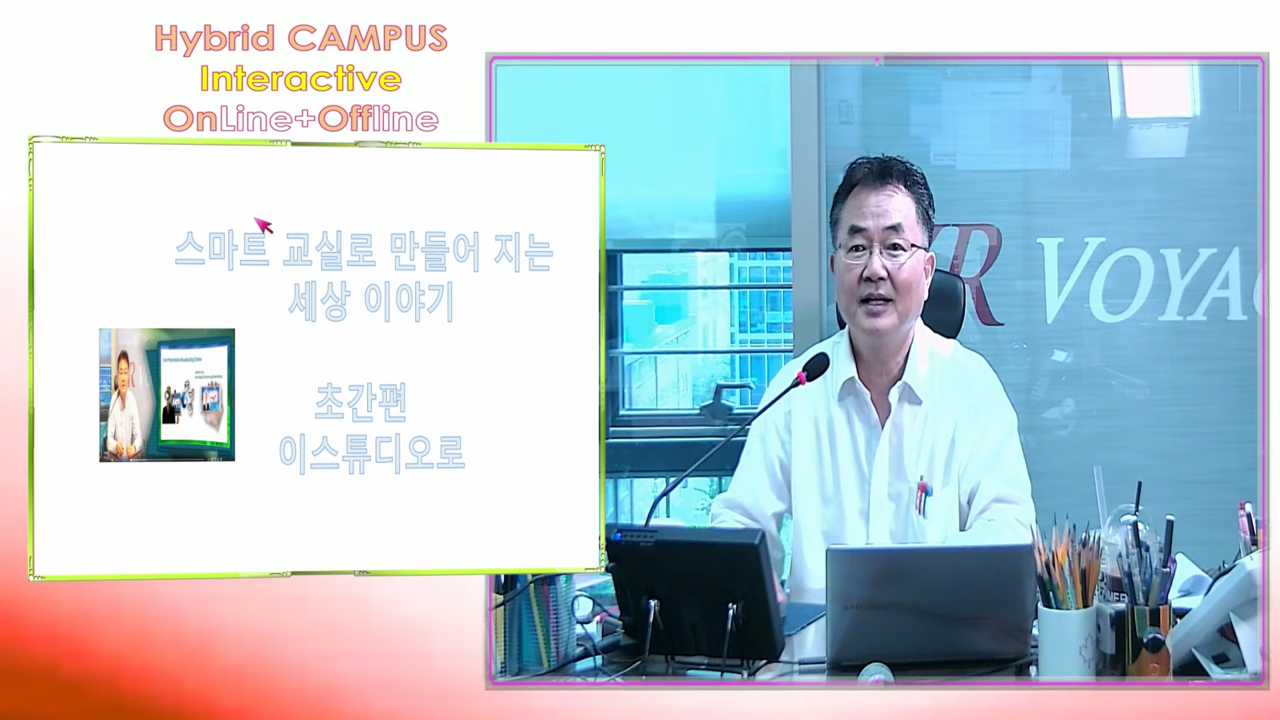 Hybrid CAMPUS
Interactive
OnLine+Offline
스마트 교실로 만들어 지는
세상 이야기
초간편
이스튜디오로
VR VOYAG